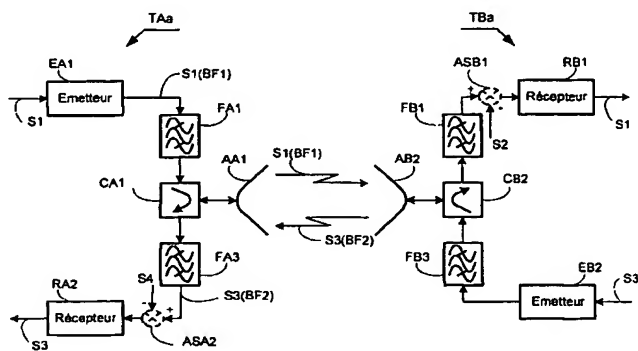 TAa
TBa
EA1
S1(BF1)
ASB1
RB1
Emetteur
Récepteur
S1
+
-
S1
FA1
FB1
S2
AA1
S1(BF1)
AB2
CA1
CB2
S3(BF2)
FA3
FB3
EB2
S4
S3
RA2
S3(BF2)
Emetteur
Récepteur
-
+
S3
ASA2